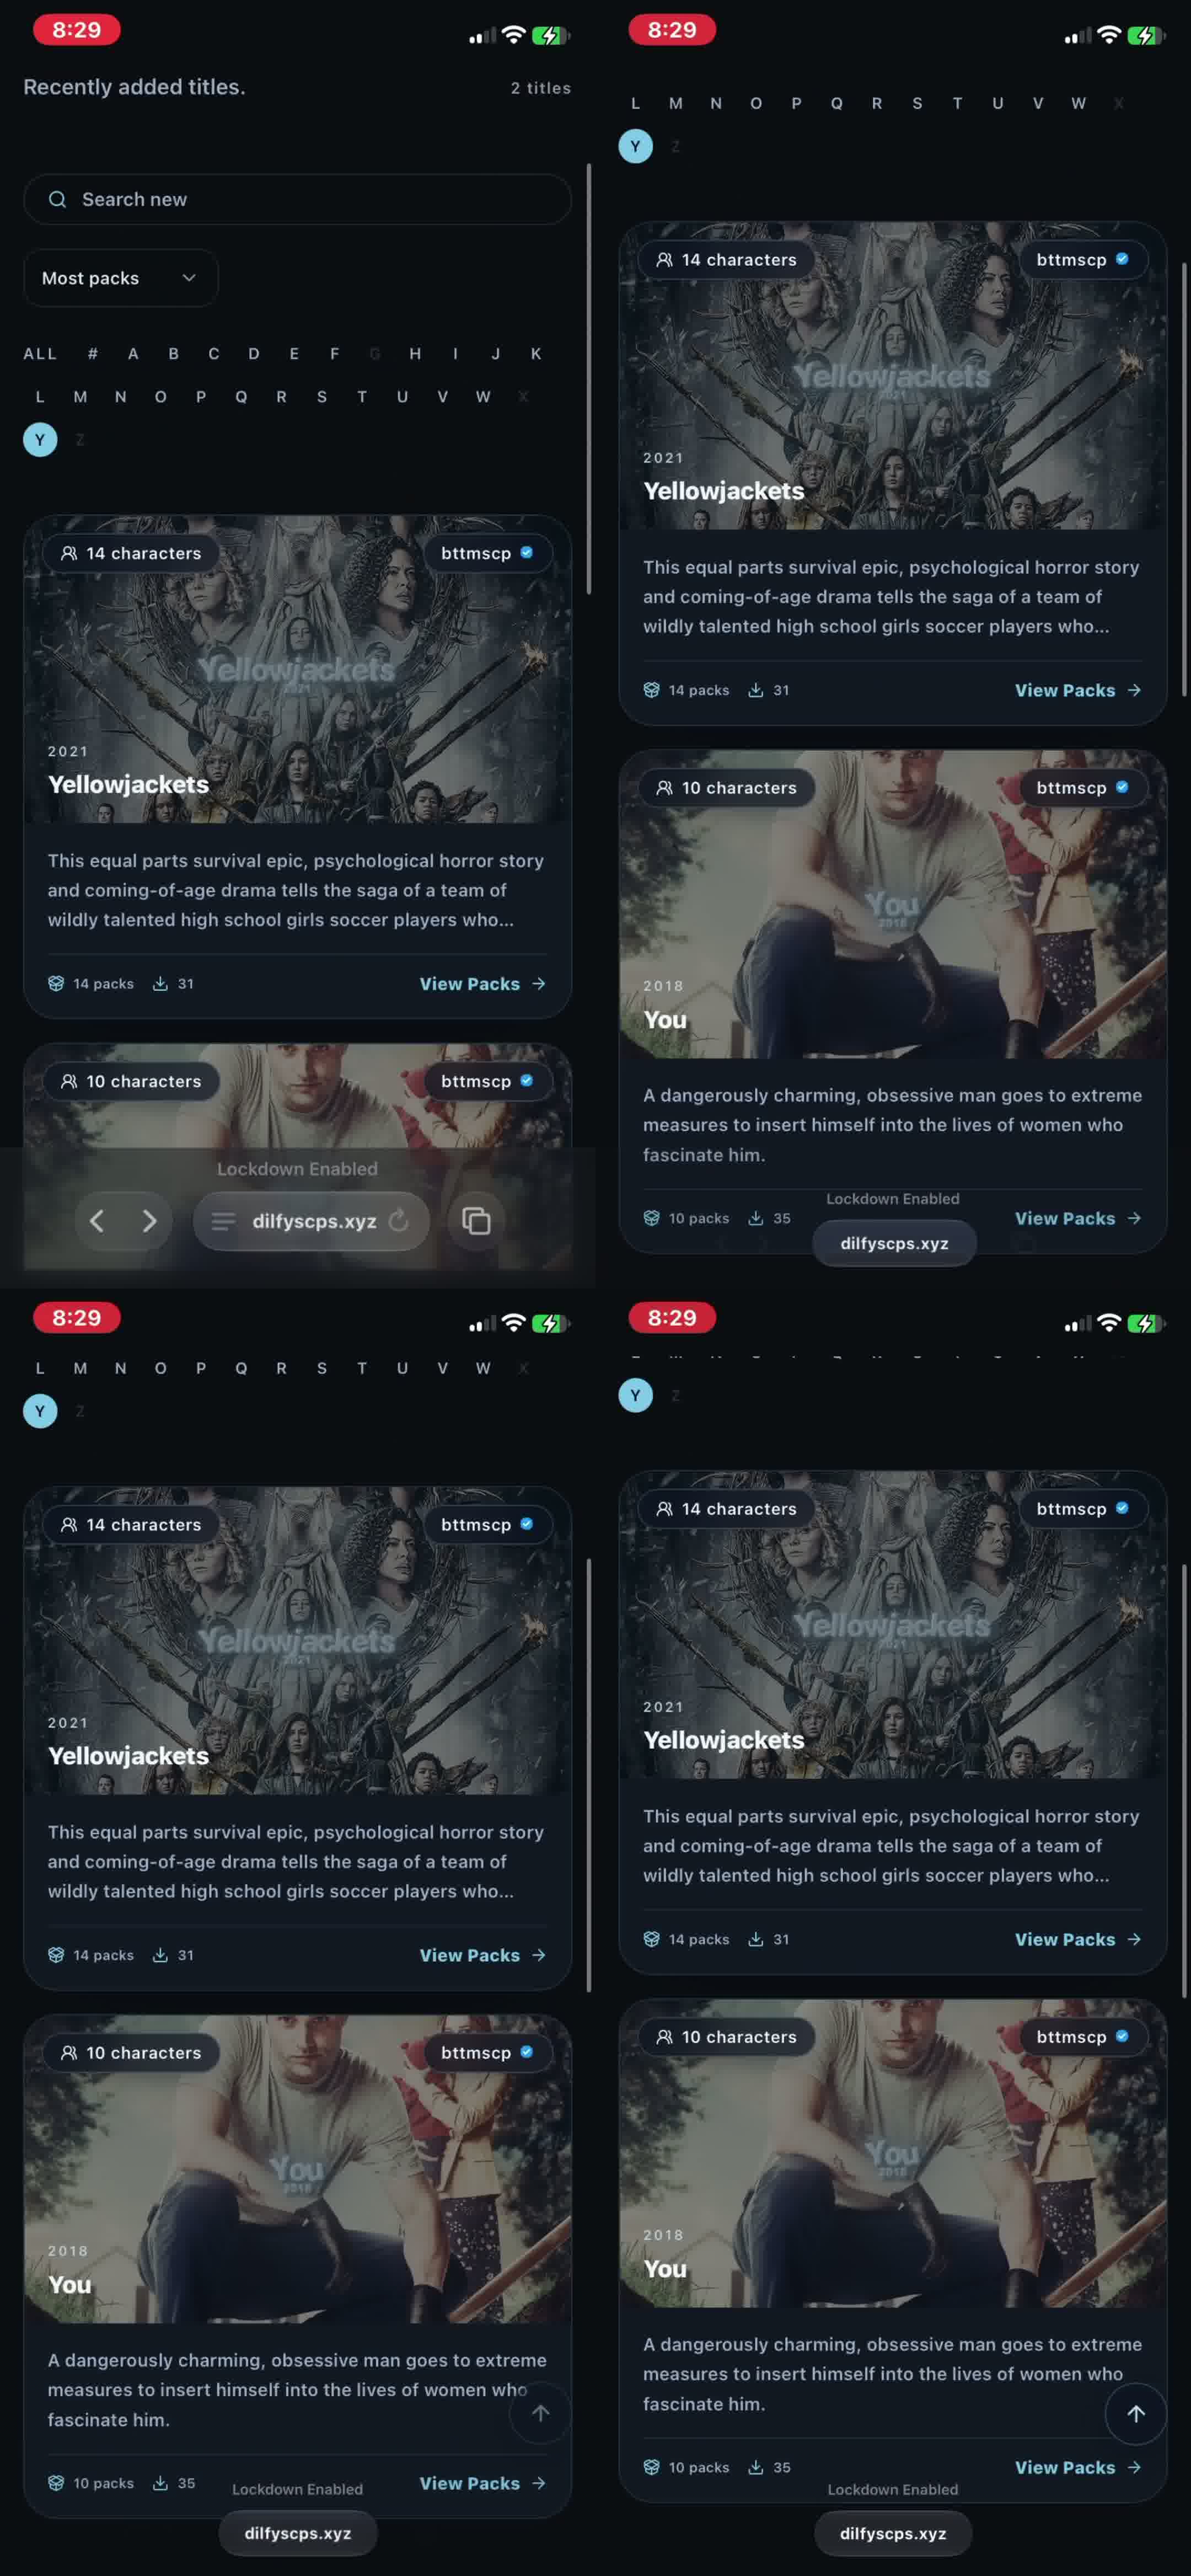 8:29
Recently added titles.
2 titles
Search new
Most packs
ALL # A B C D E F G H I J K
L M N O P Q R S T U V W X
Y Z
14 characters
bttmscp
Yellowjackets
2021
2021
Yellowjackets
This equal parts survival epic, psychological horror story
and coming-of-age drama tells the saga of a team of
wildly talented high school girls soccer players who...
14 packs 31 View Packs
10 characters
bttmscp
Lockdown Enabled
dilfyscps.xyz
8:29
L M N O P Q R S T U V W X
Y Z
14 characters
bttmscp
Yellowjackets
2021
2021
Yellowjackets
This equal parts survival epic, psychological horror story
and coming-of-age drama tells the saga of a team of
wildly talented high school girls soccer players who...
14 packs 31 View Packs
10 characters
bttmscp
You
2018
2018
You
A dangerously charming, obsessive man goes to extreme
measures to insert himself into the lives of women who
fascinate him.
Lockdown Enabled
10 packs 35 View Packs
dilfyscps.xyz
8:29
L M N O P Q R S T U V W X
Y Z
14 characters
bttmscp
Yellowjackets
2021
2021
Yellowjackets
This equal parts survival epic, psychological horror story
and coming-of-age drama tells the saga of a team of
wildly talented high school girls soccer players who...
14 packs 31 View Packs
10 characters
bttmscp
You
2018
2018
You
A dangerously charming, obsessive man goes to extreme
measures to insert himself into the lives of women who
fascinate him.
10 packs 35 View Packs
Lockdown Enabled
dilfyscps.xyz
8:29
Y Z
14 characters
bttmscp
Yellowjackets
2021
2021
Yellowjackets
This equal parts survival epic, psychological horror story
and coming-of-age drama tells the saga of a team of
wildly talented high school girls soccer players who...
14 packs 31 View Packs
10 characters
bttmscp
You
2018
2018
You
A dangerously charming, obsessive man goes to extreme
measures to insert himself into the lives of women who
fascinate him.
10 packs 35 View Packs
Lockdown Enabled
dilfyscps.xyz